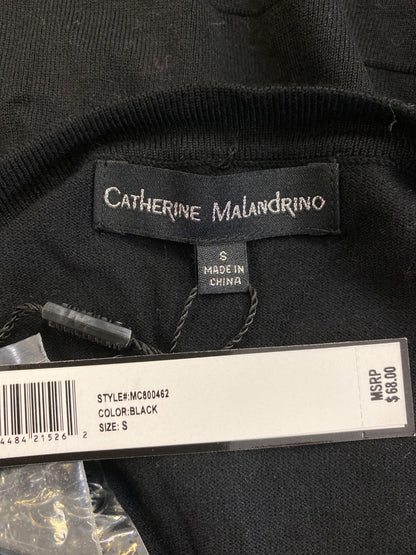 CATHERINE MALANDRINO
S
MADE IN
CHINA
STYLE#:MC800462
COLOR:BLACK
SIZE: S
MSRP
$ 68.00
4484 21526 2